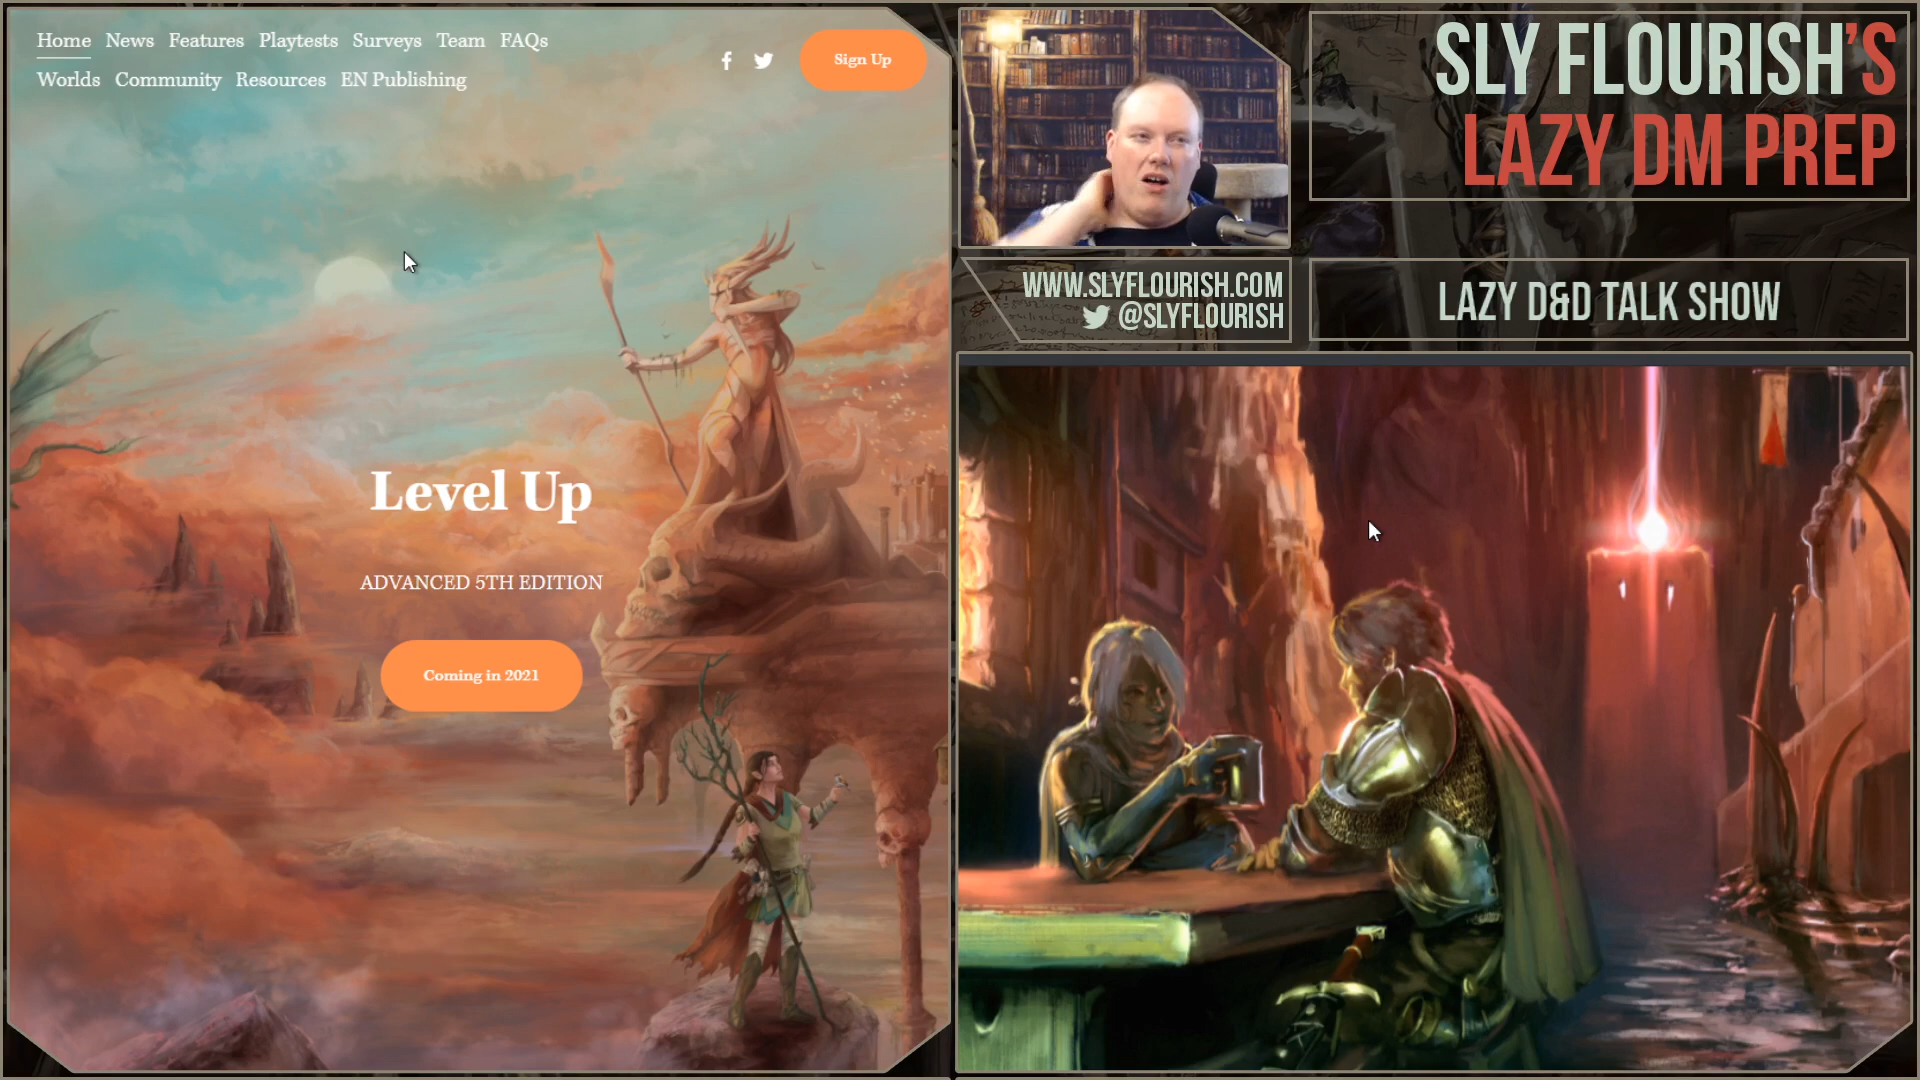 Home News Features Playtests Surveys Team FAQs
Worlds Community Resources EN Publishing
Sign Up
Level Up
ADVANCED 5TH EDITION
Coming in 2021
SLY FLOURISH'S
LAZY DM PREP
WWW.SLYFLOURISH.COM
@SLYFLOURISH
LAZY D&D TALK SHOW